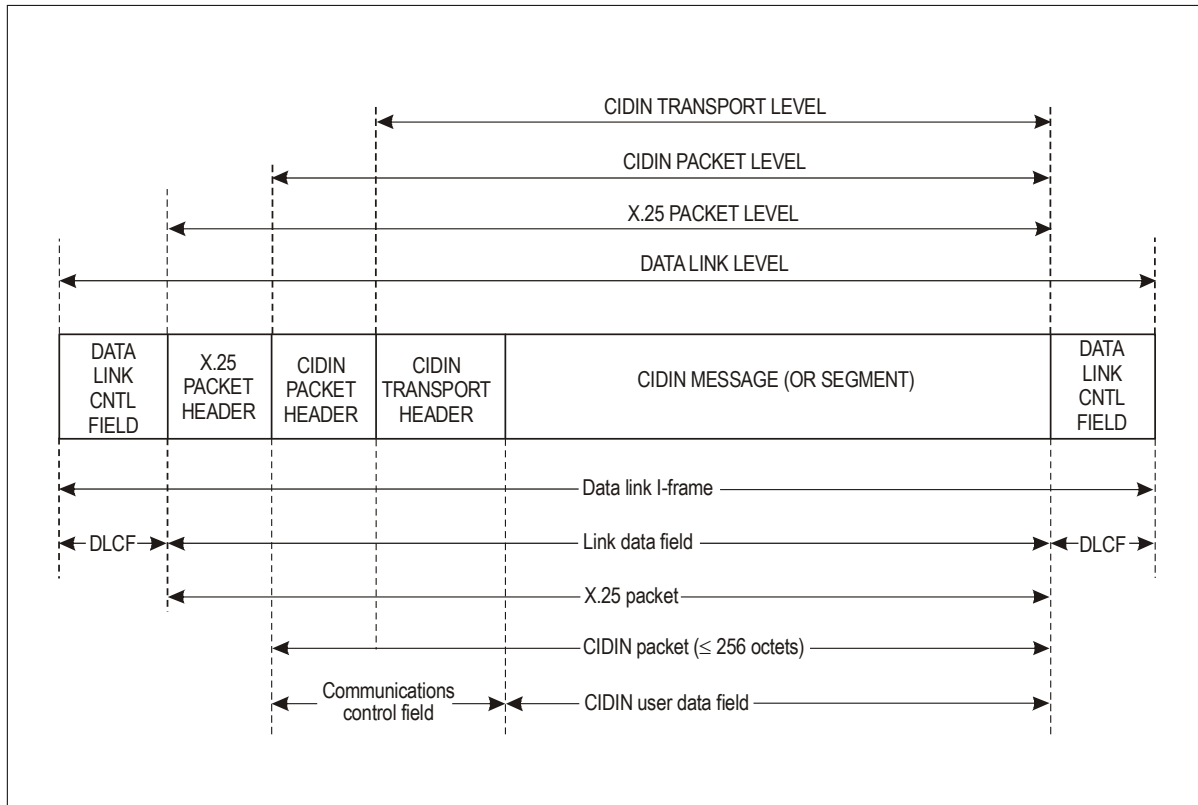 CIDIN TRANSPORT LEVEL
CIDIN PACKET LEVEL
X.25 PACKET LEVEL
DATA LINK LEVEL
DATA
LINK
CNTL
FIELD
X.25
PACKET
HEADER
CIDIN
PACKET
HEADER
CIDIN
TRANSPORT
HEADER
CIDIN MESSAGE (OR SEGMENT)
DATA
LINK
CNTL
FIELD
Data link I-frame
DLCF
Link data field
DLCF
X.25 packet
CIDIN packet (≤ 256 octets)
Communications
control field
CIDIN user data field